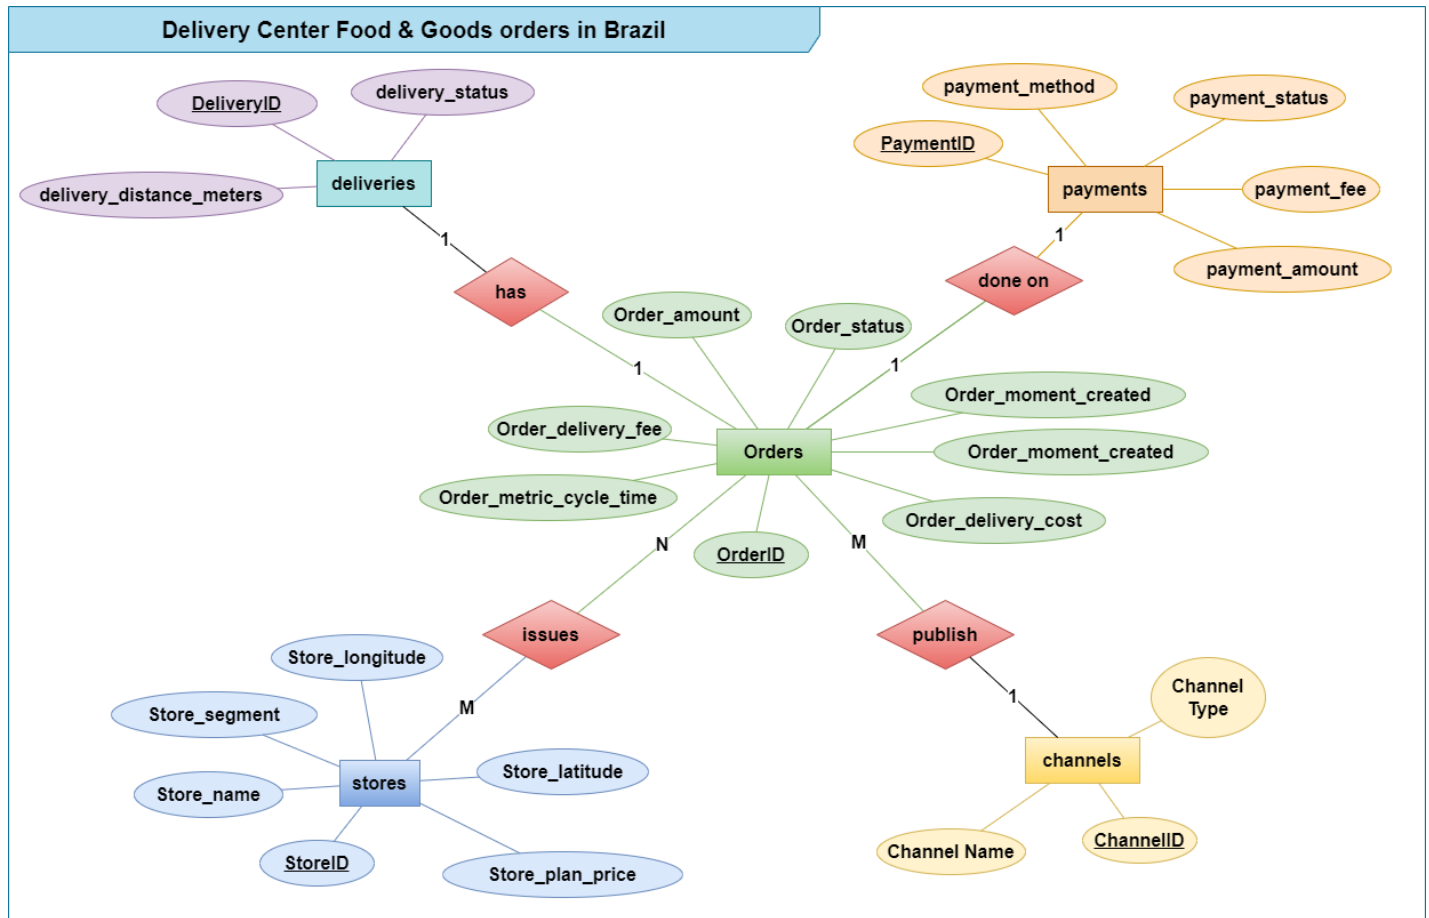 Delivery Center Food & Goods orders in Brazil
DeliveryID
delivery_status
delivery_distance_meters
deliveries
payment_method
payment_status
PaymentID
payments
payment_fee
payment_amount
1
1
has
done on
Order_amount
Order_status
1
1
Order_moment_created
Order_delivery_fee
Orders
Order_moment_created
Order_metric_cycle_time
Order_delivery_cost
OrderID
N
M
issues
publish
Store_longitude
Store_segment
M
1
Channel
Type
Store_name
stores
Store_latitude
channels
StoreID
Store_plan_price
Channel Name
ChannelID